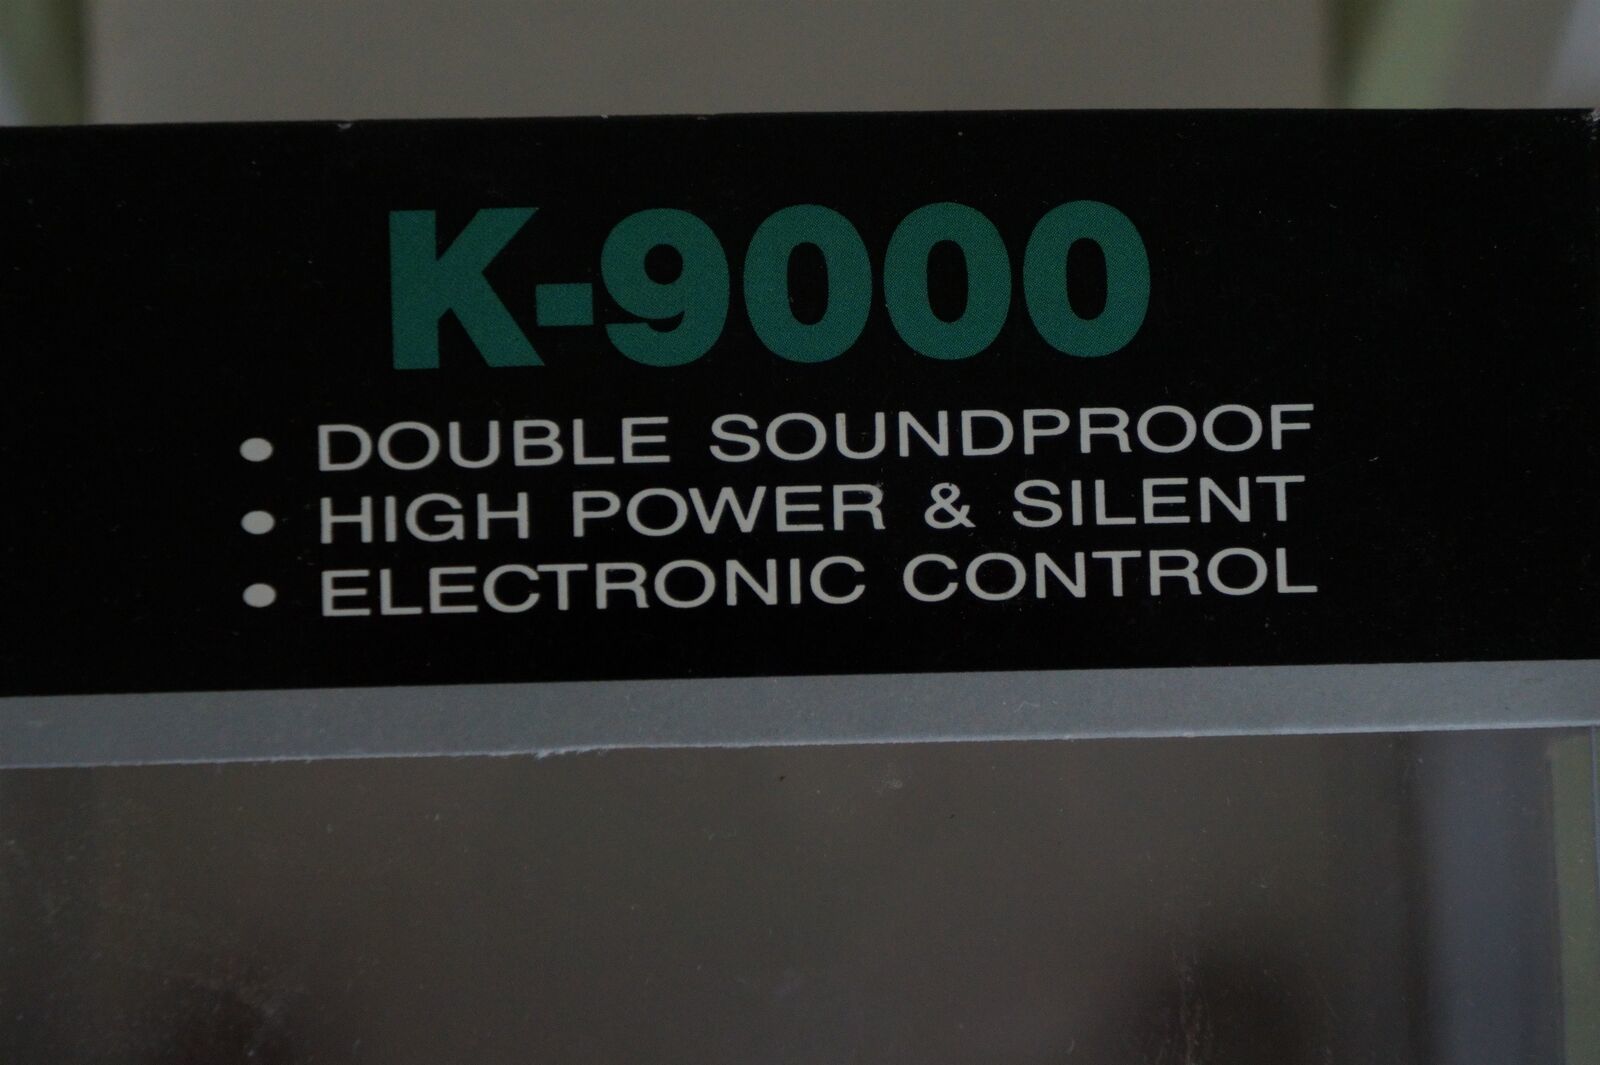 K-9000
• DOUBLE SOUNDPROOF
• HIGH POWER & SILENT
• ELECTRONIC CONTROL